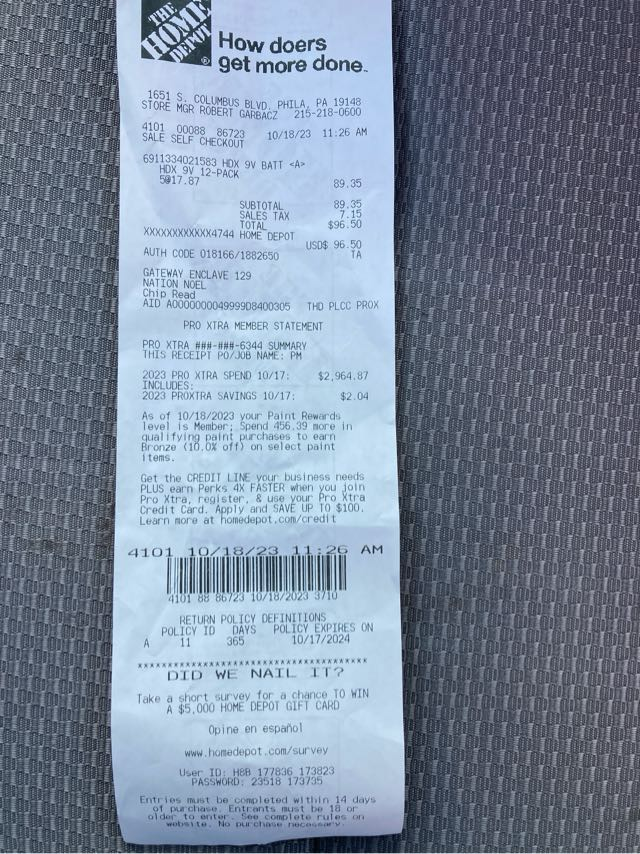 THE
HOME
DEPOT
®
How doers
get more done™
1651 S. COLUMBUS BLVD. PHILA, PA 19148
STORE MGR ROBERT GARBACZ 215-218-0600
4101 00088 86723 10/18/23 11:26 AM
SALE SELF CHECKOUT
6911334021583 HDX 9V BATT <A>
HDX 9V 12-PACK
5@17.87 89.35
SUBTOTAL 89.35
SALES TAX 7.15
TOTAL $96.50
XXXXXXXXXXXX4744 HOME DEPOT
USD$ 96.50
AUTH CODE 018166/1882650 TA
GATEWAY ENCLAVE 129
NATION NOEL
Chip Read
AID A0000000049999D8400305 THD PLCC PROX
PRO XTRA MEMBER STATEMENT
PRO XTRA ###-###-6344 SUMMARY
THIS RECEIPT PO/JOB NAME: PM
2023 PRO XTRA SPEND 10/17: $2,964.87
INCLUDES:
2023 PROXTRA SAVINGS 10/17: $2.04
As of 10/18/2023 your Paint Rewards
level is Member; Spend 456.39 more in
qualifying paint purchases to earn
Bronze (10.0% off) on select paint
items.
Get the CREDIT LINE your business needs
PLUS earn Perks 4X FASTER when you join
Pro Xtra, register, & use your Pro Xtra
Credit Card. Apply and SAVE UP TO $100.
Learn more at homedepot.com/credit
4101 10/18/23 11:26 AM
4101 88 86723 10/18/2023 3710
RETURN POLICY DEFINITIONS
POLICY ID DAYS POLICY EXPIRES ON
A 11 365 10/17/2024
****************************************
DID WE NAIL IT?
Take a short survey for a chance TO WIN
A $5,000 HOME DEPOT GIFT CARD
Opine en español
www.homedepot.com/survey
User ID: H8B 177836 173823
PASSWORD: 23518 173735
Entries must be completed within 14 days
of purchase. Entrants must be 18 or
older to enter. See complete rules on
website. No purchase necessary.